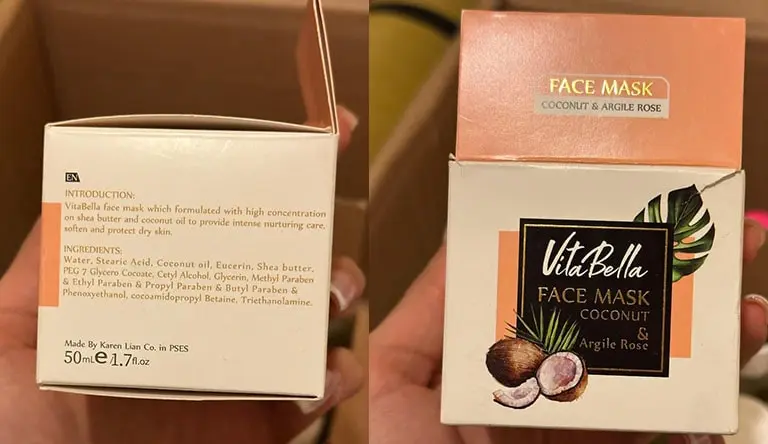 EN
INTRODUCTION:
VitaBella face mask which formulated with high concentration
on shea butter and coconut oil to provide intense nurturing care,
soften and protect dry skin.
INGREDIENTS:
Water, Stearic Acid, Coconut oil, Eucerin, Shea butter,
PEG 7 Glycero Cocoate, Cetyl Alcohol, Glycerin, Methyl Paraben
& Ethyl Paraben & Propyl Paraben & Butyl Paraben &
Phenoxyethanol, cocoamidopropyl Betaine, Triethanolamine.
Made By Karen Lian Co. in PSES
50mL e 1.7fl.oz
FACE MASK
COCONUT & ARGILE ROSE
VitaBella
FACE MASK
COCONUT
&
Argile Rose